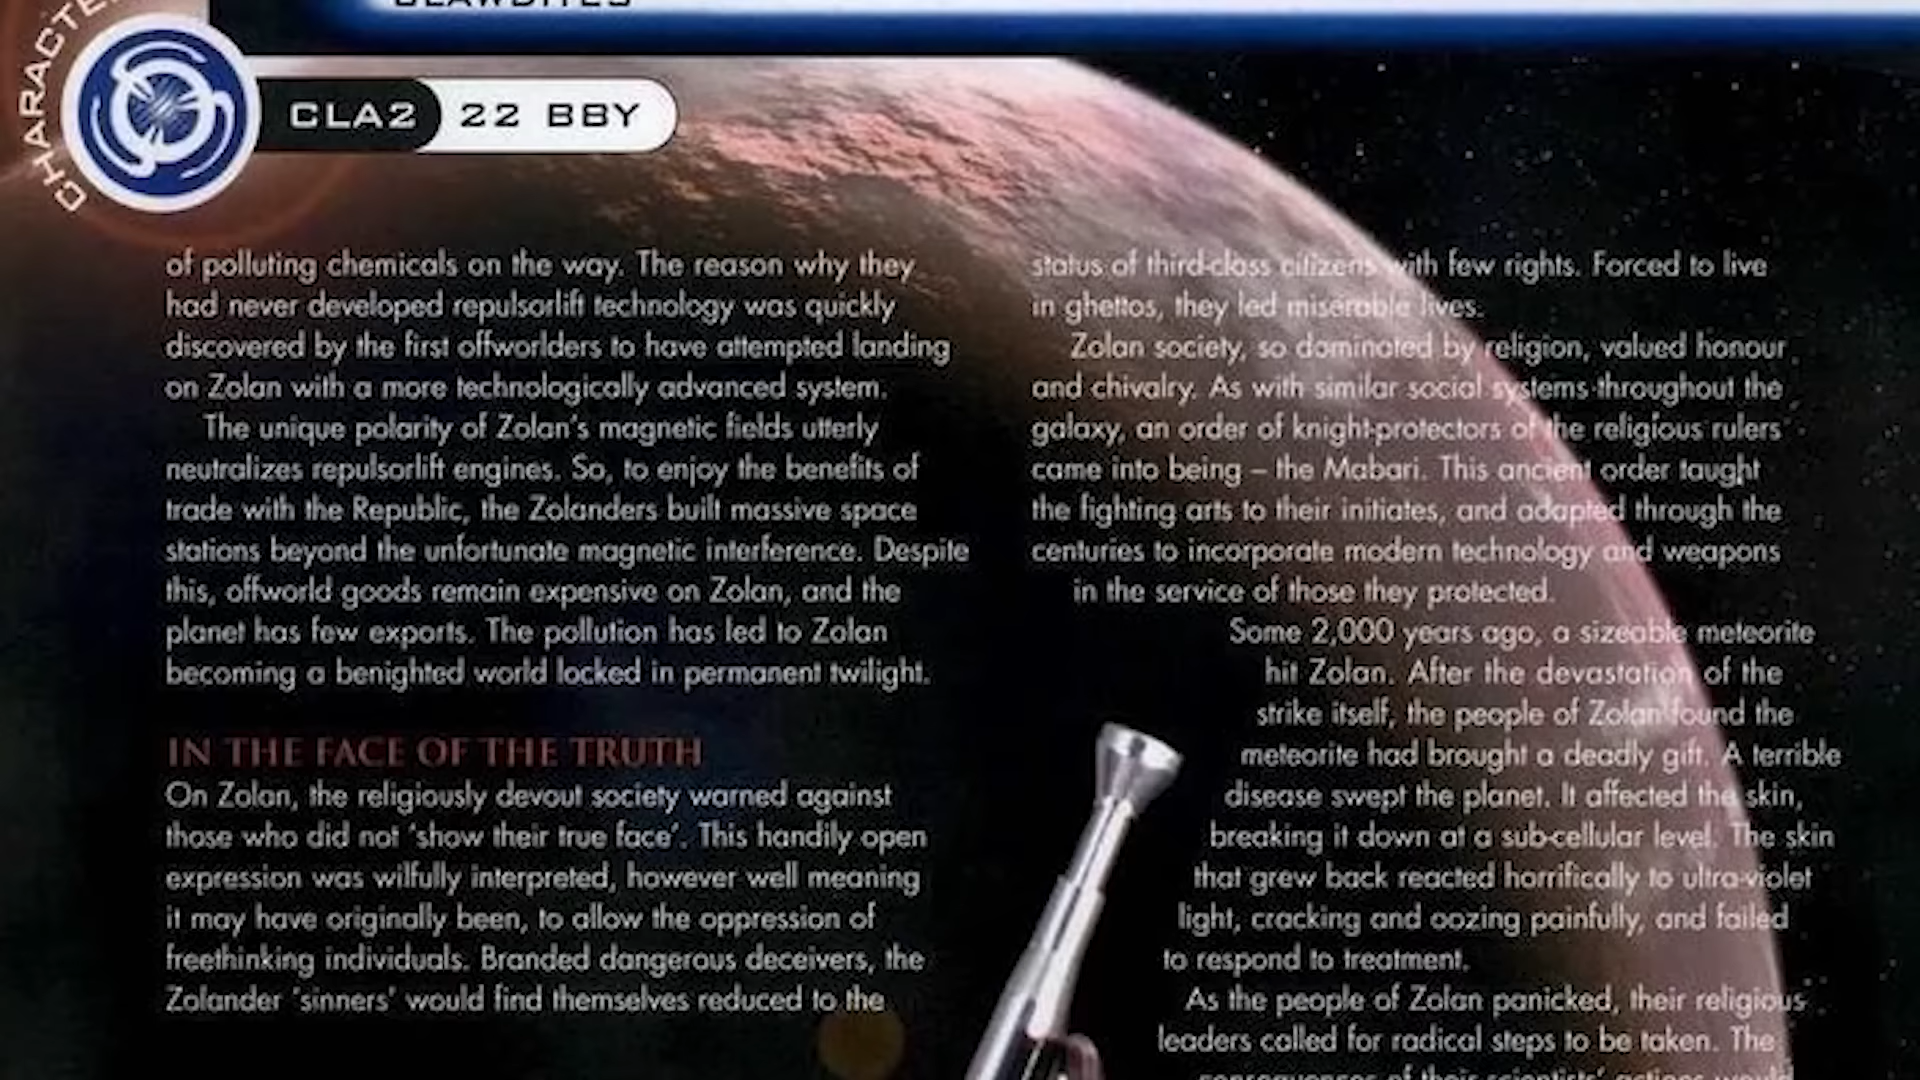 CLAWDITES
CHARACTE
CLA2 22 BBY
of polluting chemicals on the way. The reason why they
had never developed repulsorlift technology was quickly
discovered by the first offworlders to have attempted landing
on Zolan with a more technologically advanced system.
The unique polarity of Zolan's magnetic fields utterly
neutralizes repulsorlift engines. So, to enjoy the benefits of
trade with the Republic, the Zolanders built massive space
stations beyond the unfortunate magnetic interference. Despite
this, offworld goods remain expensive on Zolan, and the
planet has few exports. The pollution has led to Zolan
becoming a benighted world locked in permanent twilight.
IN THE FACE OF THE TRUTH
On Zolan, the religiously devout society warned against
those who did not 'show their true face'. This handily open
expression was wilfully interpreted, however well meaning
it may have originally been, to allow the oppression of
freethinking individuals. Branded dangerous deceivers, the
Zolander 'sinners' would find themselves reduced to the
status of third-class citizens with few rights. Forced to live
in ghettos, they led miserable lives.
Zolan society, so dominated by religion, valued honour
and chivalry. As with similar social systems throughout the
galaxy, an order of knight-protectors of the religious rulers
came into being – the Mabari. This ancient order taught
the fighting arts to their initiates, and adapted through the
centuries to incorporate modern technology and weapons
in the service of those they protected.
Some 2,000 years ago, a sizeable meteorite
hit Zolan. After the devastation of the
strike itself, the people of Zolan found the
meteorite had brought a deadly gift. A terrible
disease swept the planet. It affected the skin,
breaking it down at a sub-cellular level. The skin
that grew back reacted horrifically to ultra-violet
light, cracking and oozing painfully, and failed
to respond to treatment.
As the people of Zolan panicked, their religious
leaders called for radical steps to be taken. The
consequences of their scientists' actions would